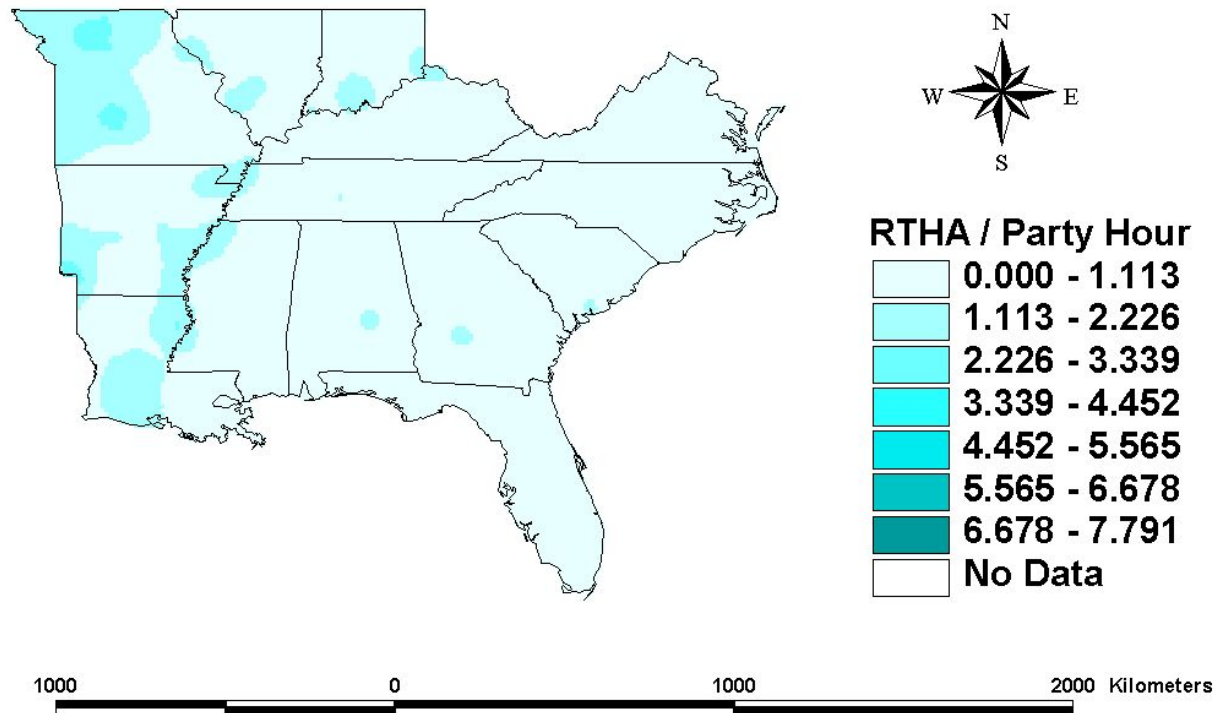 N
W E
S
RTHA / Party Hour
0.000 - 1.113
1.113 - 2.226
2.226 - 3.339
3.339 - 4.452
4.452 - 5.565
5.565 - 6.678
6.678 - 7.791
No Data
1000 0 1000 2000 Kilometers